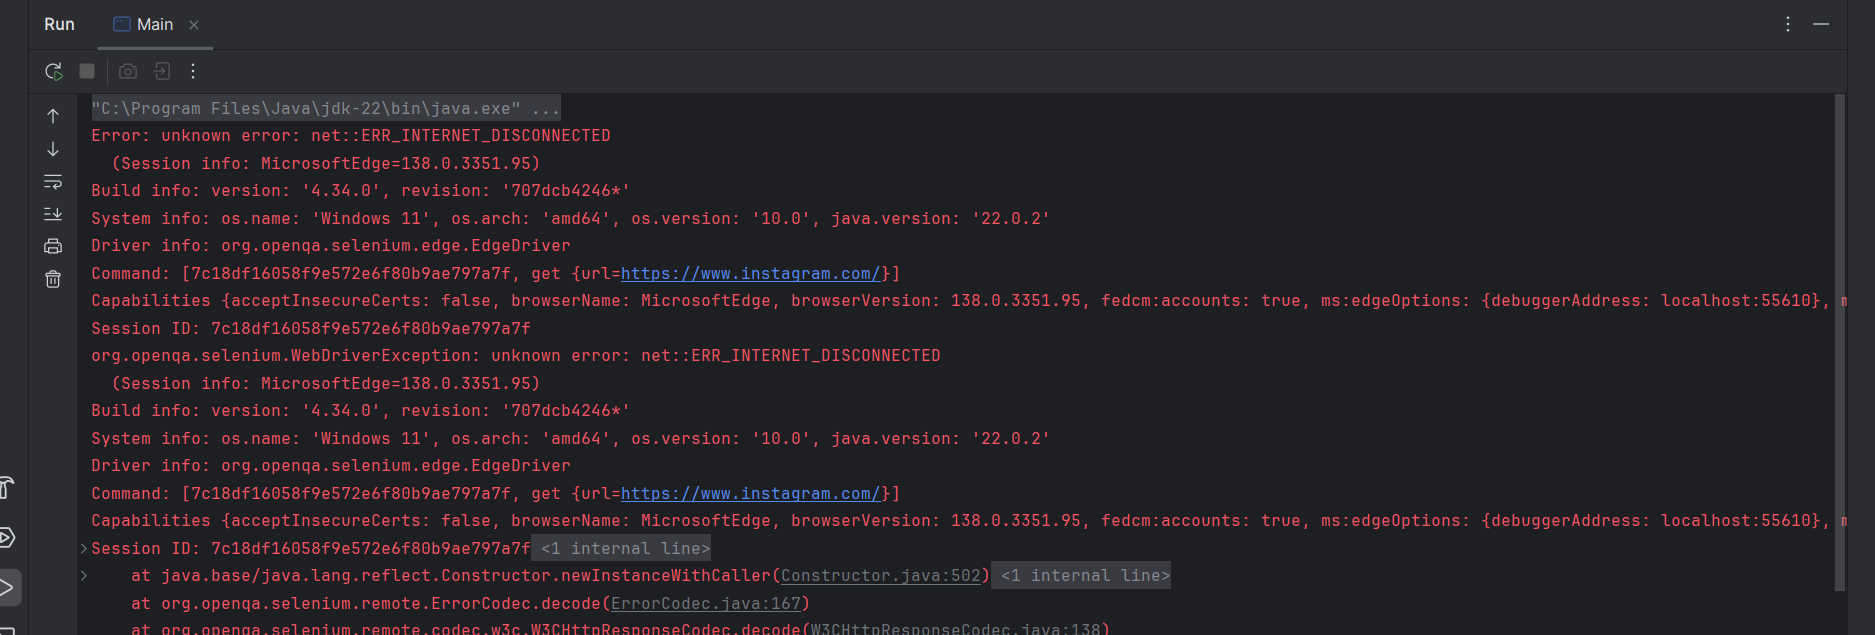 Run
Main
"C:\Program Files\Java\jdk-22\bin\java.exe" ...
Error: unknown error: net::ERR_INTERNET_DISCONNECTED
(Session info: MicrosoftEdge=138.0.3351.95)
Build info: version: '4.34.0', revision: '707dcb4246*'
System info: os.name: 'Windows 11', os.arch: 'amd64', os.version: '10.0', java.version: '22.0.2'
Driver info: org.openqa.selenium.edge.EdgeDriver
Command: [7c18df16058f9e572e6f80b9ae797a7f, get {url=https://www.instagram.com/}]
Capabilities {acceptInsecureCerts: false, browserName: MicrosoftEdge, browserVersion: 138.0.3351.95, fedcm:accounts: true, ms:edgeOptions: {debuggerAddress: localhost:55610},
Session ID: 7c18df16058f9e572e6f80b9ae797a7f
org.openqa.selenium.WebDriverException: unknown error: net::ERR_INTERNET_DISCONNECTED
(Session info: MicrosoftEdge=138.0.3351.95)
Build info: version: '4.34.0', revision: '707dcb4246*'
System info: os.name: 'Windows 11', os.arch: 'amd64', os.version: '10.0', java.version: '22.0.2'
Driver info: org.openqa.selenium.edge.EdgeDriver
Command: [7c18df16058f9e572e6f80b9ae797a7f, get {url=https://www.instagram.com/}]
Capabilities {acceptInsecureCerts: false, browserName: MicrosoftEdge, browserVersion: 138.0.3351.95, fedcm:accounts: true, ms:edgeOptions: {debuggerAddress: localhost:55610},
Session ID: 7c18df16058f9e572e6f80b9ae797a7f <1 internal line>
at java.base/java.lang.reflect.Constructor.newInstanceWithCaller(Constructor.java:502) <1 internal line>
at org.openqa.selenium.remote.ErrorCodec.decode(ErrorCodec.java:167)
at org.openqa.selenium.remote.codec.w3c.W3CHttpResponseCodec.decode(W3CHttpResponseCodec.java:138)